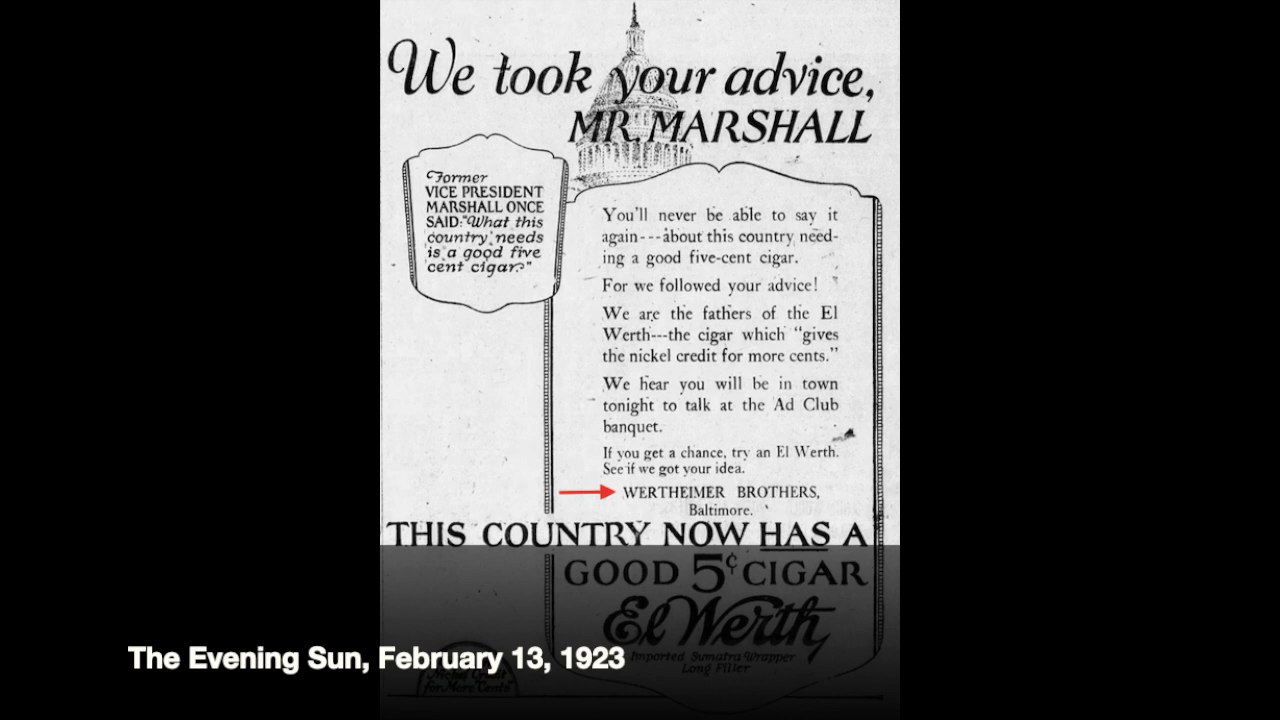 We took your advice,
MR. MARSHALL
Former
VICE PRESIDENT
MARSHALL ONCE
SAID: "What this
country needs
is a good five
cent cigar."
You'll never be able to say it
again---about this country need-
ing a good five-cent cigar.
For we followed your advice!
We are the fathers of the El
Werth---the cigar which "gives
the nickel credit for more cents."
We hear you will be in town
tonight to talk at the Ad Club
banquet.
If you get a chance, try an El Werth.
See if we got your idea.
WERTHEIMER BROTHERS,
Baltimore.
THIS COUNTRY NOW HAS A
GOOD 5¢ CIGAR
El Werth
Imported Sumatra Wrapper
Long Filler
The Evening Sun, February 13, 1923
for More Cents"